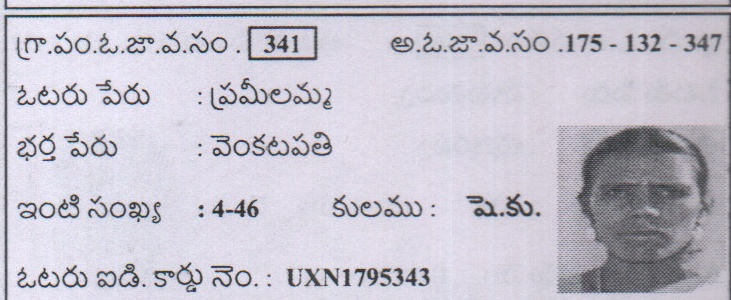 గ్రా.పం.ఓ.జా.వ.సం . 341 అ.ఓ.జా.వ.సం .175 - 132 - 347
ఓటరు పేరు : ప్రమీలమ్మ
భర్త పేరు : వెంకటపతి
ఇంటి సంఖ్య : 4-46 కులము : షె.కు.
ఓటరు ఐడి. కార్డు నెం. : UXN1795343